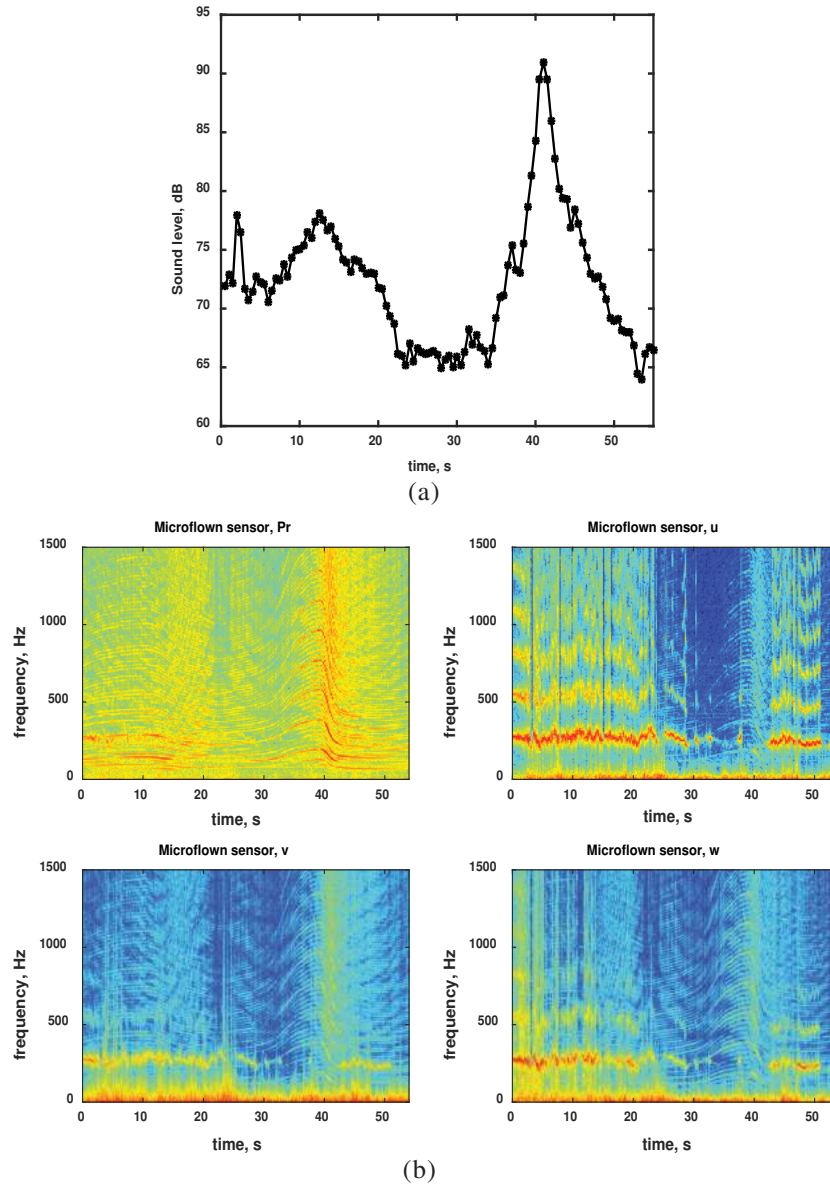 95
90
85
80
75
70
65
60
Sound level, dB
0 10 20 30 40 50
time, s
(a)
Microflown sensor, Pr
1500
1000
500
0
frequency, Hz
0 10 20 30 40 50
time, s
Microflown sensor, u
1500
1000
500
0
frequency, Hz
0 10 20 30 40 50
time, s
Microflown sensor, v
1500
1000
500
0
frequency, Hz
0 10 20 30 40 50
time, s
Microflown sensor, w
1500
1000
500
0
frequency, Hz
0 10 20 30 40 50
time, s
(b)